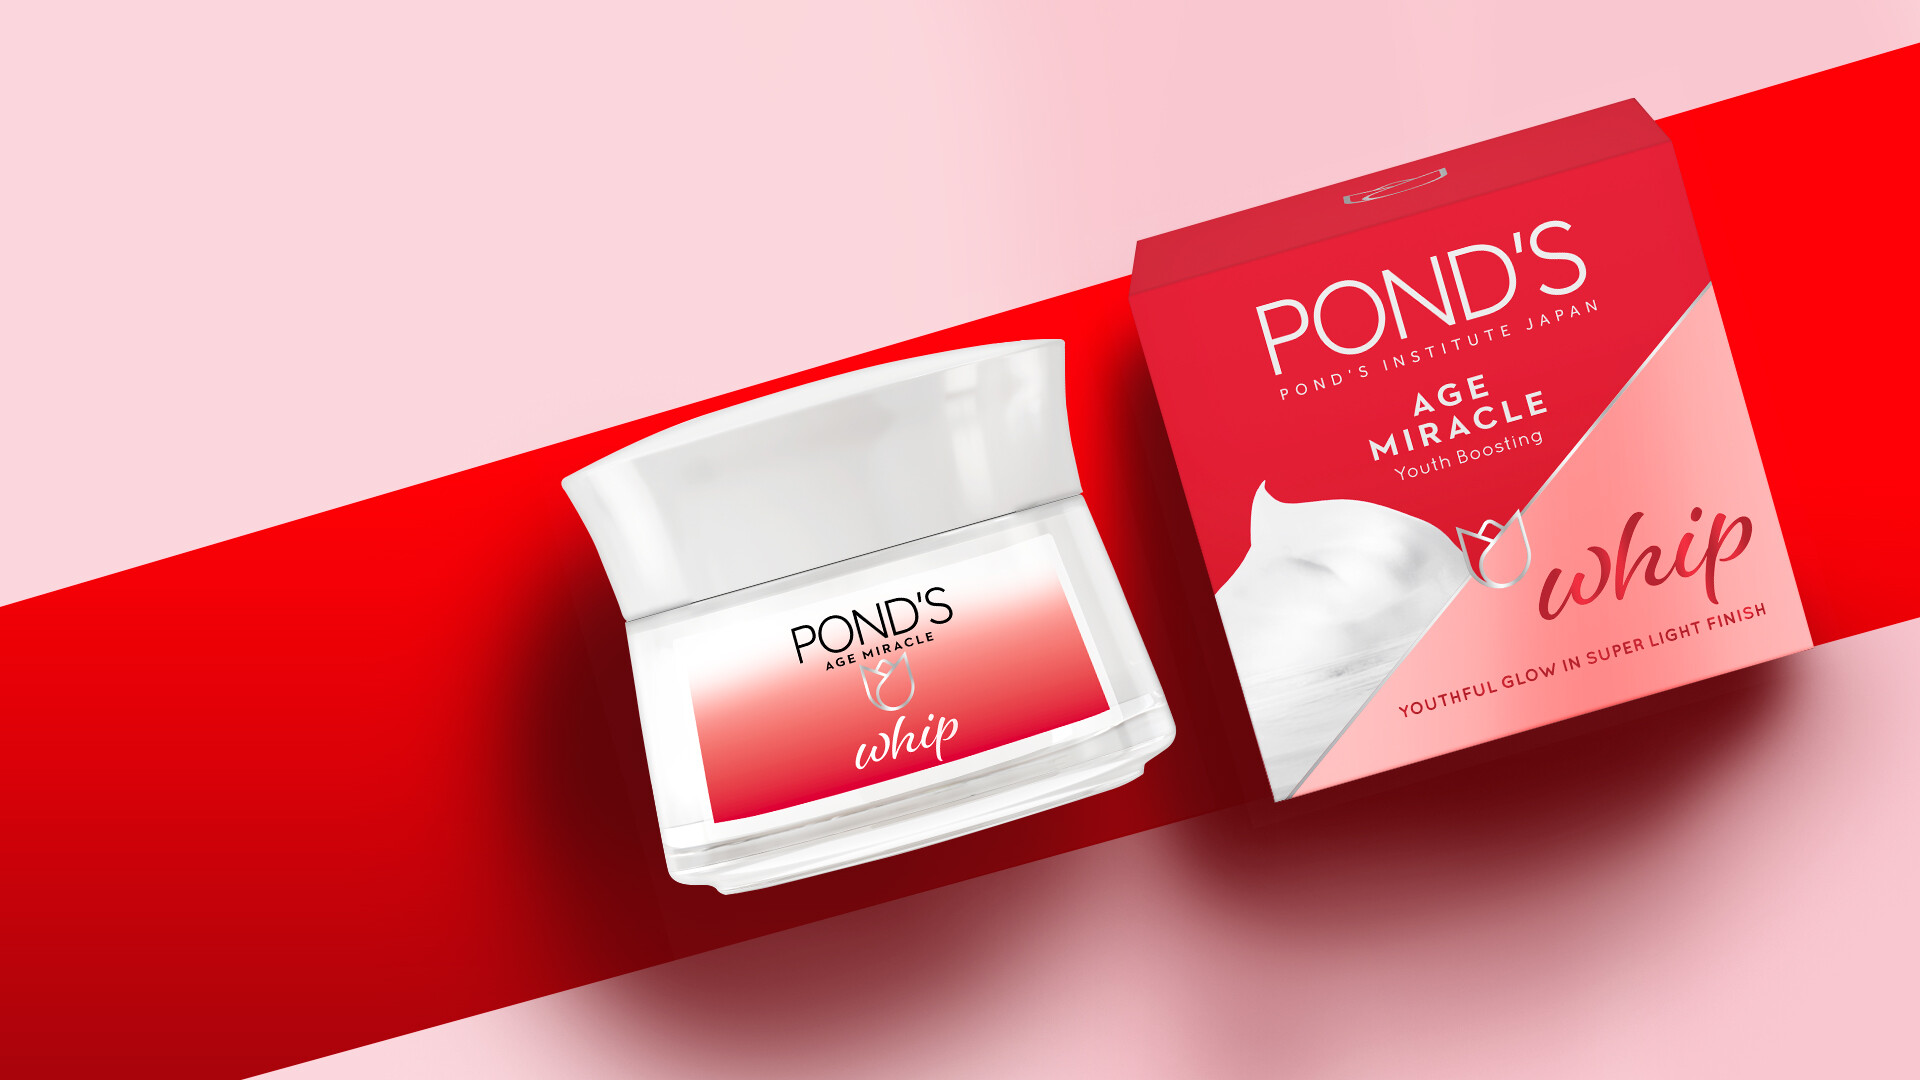 POND'S
AGE MIRACLE
whip
POND'S
POND'S INSTITUTE JAPAN
AGE
MIRACLE
Youth Boosting
whip
YOUTHFUL GLOW IN SUPER LIGHT FINISH